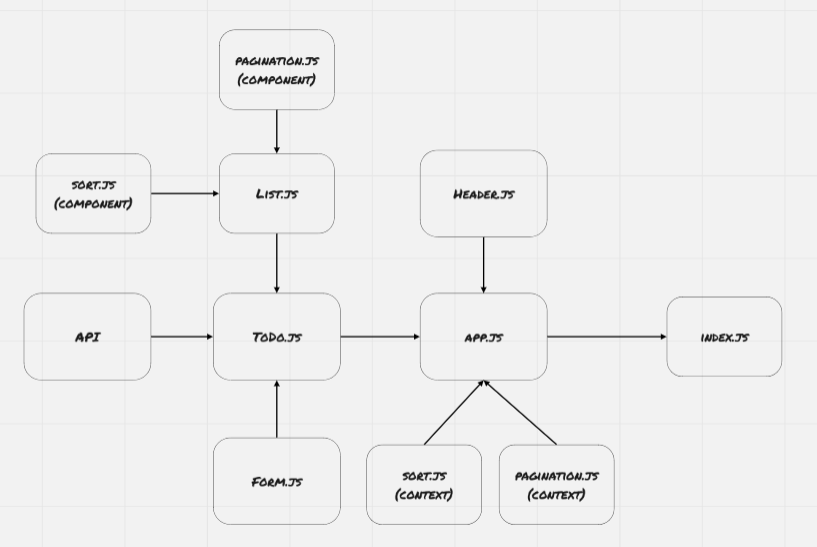 PAGINATION.JS
(COMPONENT)
SORT.JS
(COMPONENT)
LIST.JS
HEADER.JS
API
TODO.JS
APP.JS
INDEX.JS
FORM.JS
SORT.JS
(CONTEXT)
PAGINATION.JS
(CONTEXT)